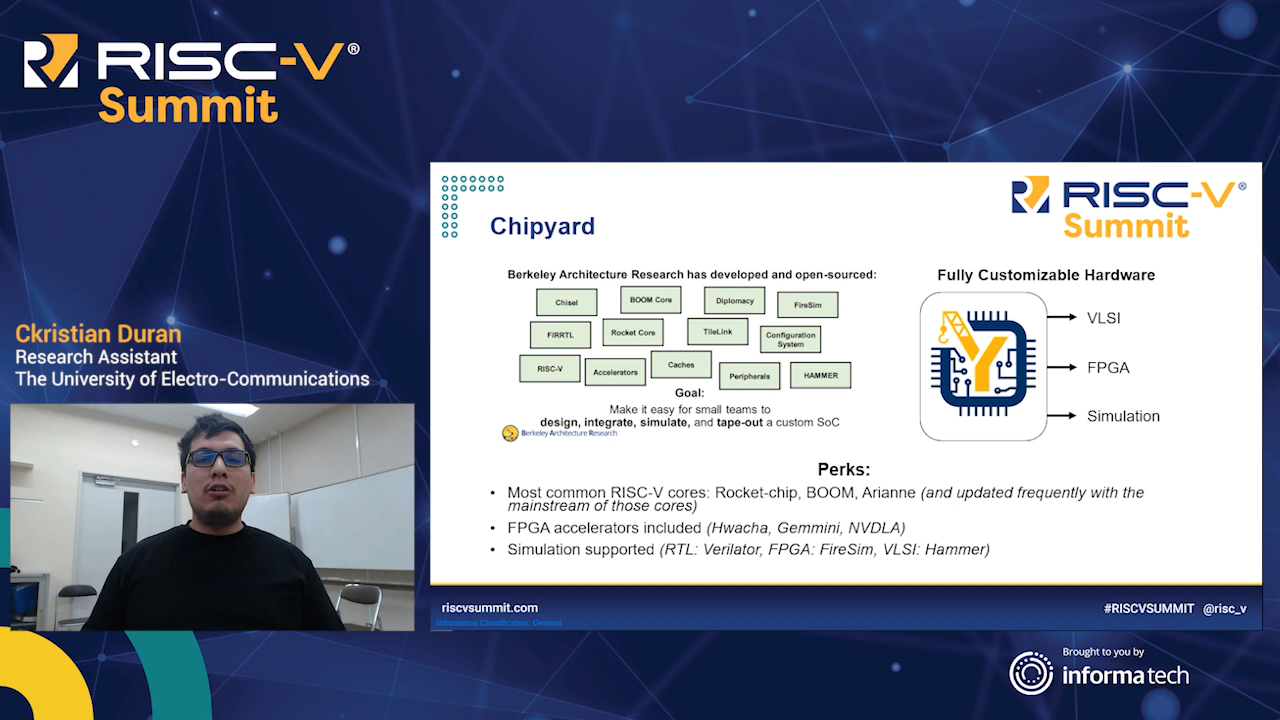 RISC-V®
Summit
Ckristian Duran
Research Assistant
The University of Electro-Communications
RISC-V®
Summit
Chipyard
Berkeley Architecture Research has developed and open-sourced:
Chisel
BOOM Core
Diplomacy
FireSim
FIRRTL
Rocket Core
TileLink
Configuration
System
RISC-V
Accelerators
Caches
Peripherals
HAMMER
Goal:
Make it easy for small teams to
design, integrate, simulate, and tape-out a custom SoC
Berkeley Architecture Research
Fully Customizable Hardware
VLSI
FPGA
Simulation
Perks:
• Most common RISC-V cores: Rocket-chip, BOOM, Arianne (and updated frequently with the
mainstream of those cores)
• FPGA accelerators included (Hwacha, Gemmini, NVDLA)
• Simulation supported (RTL: Verilator, FPGA: FireSim, VLSI: Hammer)
riscvsummit.com
#RISCVSUMMIT @risc_v
Information Classification: General
Brought to you by
informa tech